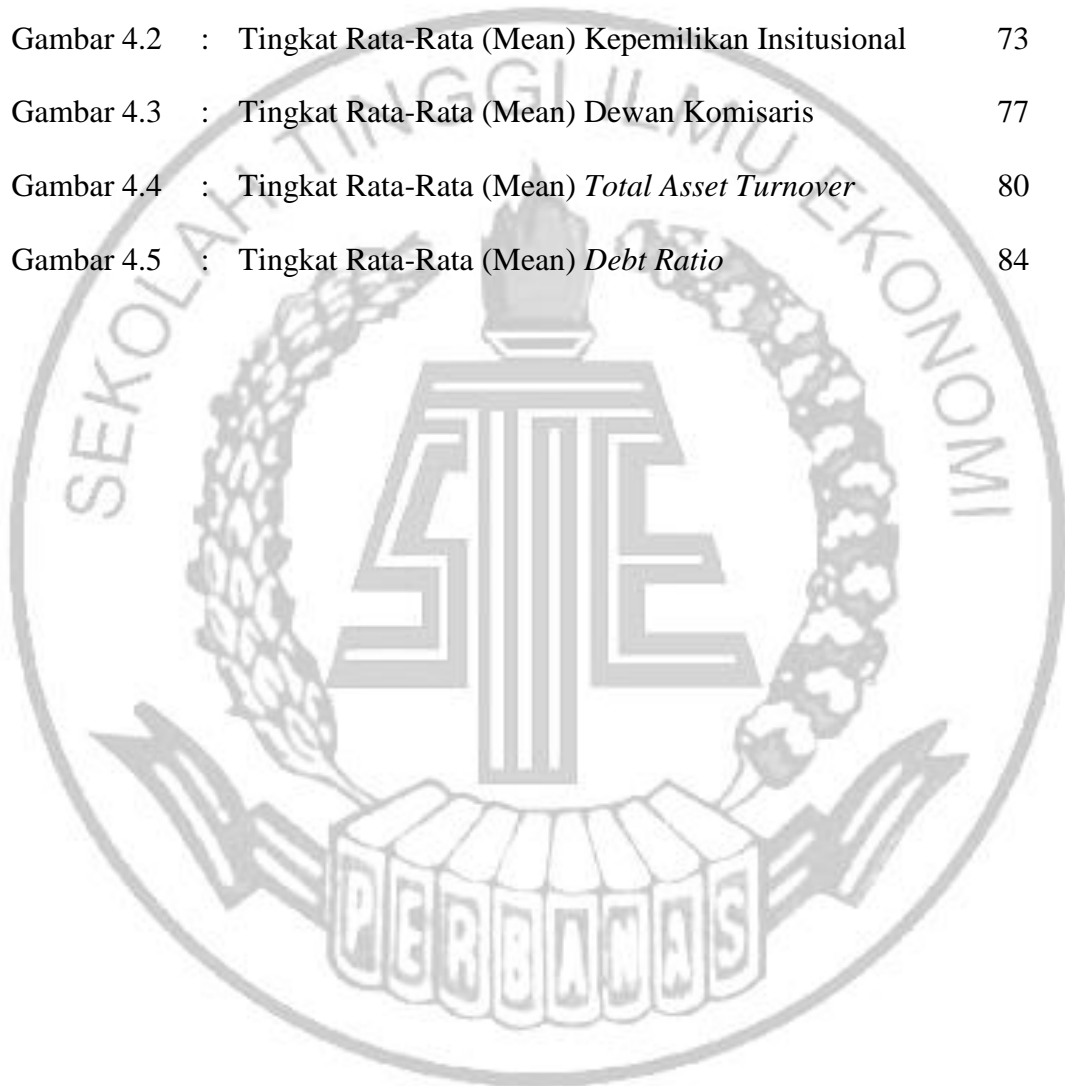 Gambar 4.2 : Tingkat Rata-Rata (Mean) Kepemilikan Insitusional 73
Gambar 4.3 : Tingkat Rata-Rata (Mean) Dewan Komisaris 77
Gambar 4.4 : Tingkat Rata-Rata (Mean) Total Asset Turnover 80
Gambar 4.5 : Tingkat Rata-Rata (Mean) Debt Ratio 84
SEKOLAH TINGGI ILMU EKONOMI
STIE
PERBANAS